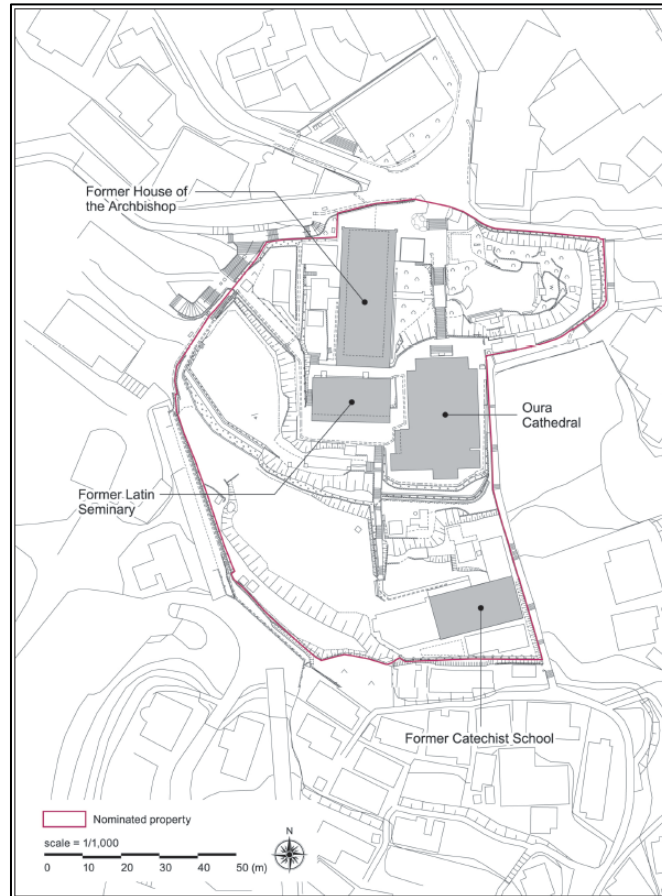 Former House of
the Archbishop
Oura
Cathedral
Former Latin
Seminary
Former Catechist School
Nominated property
scale = 1/1,000
N
0 10 20 30 40 50 (m)